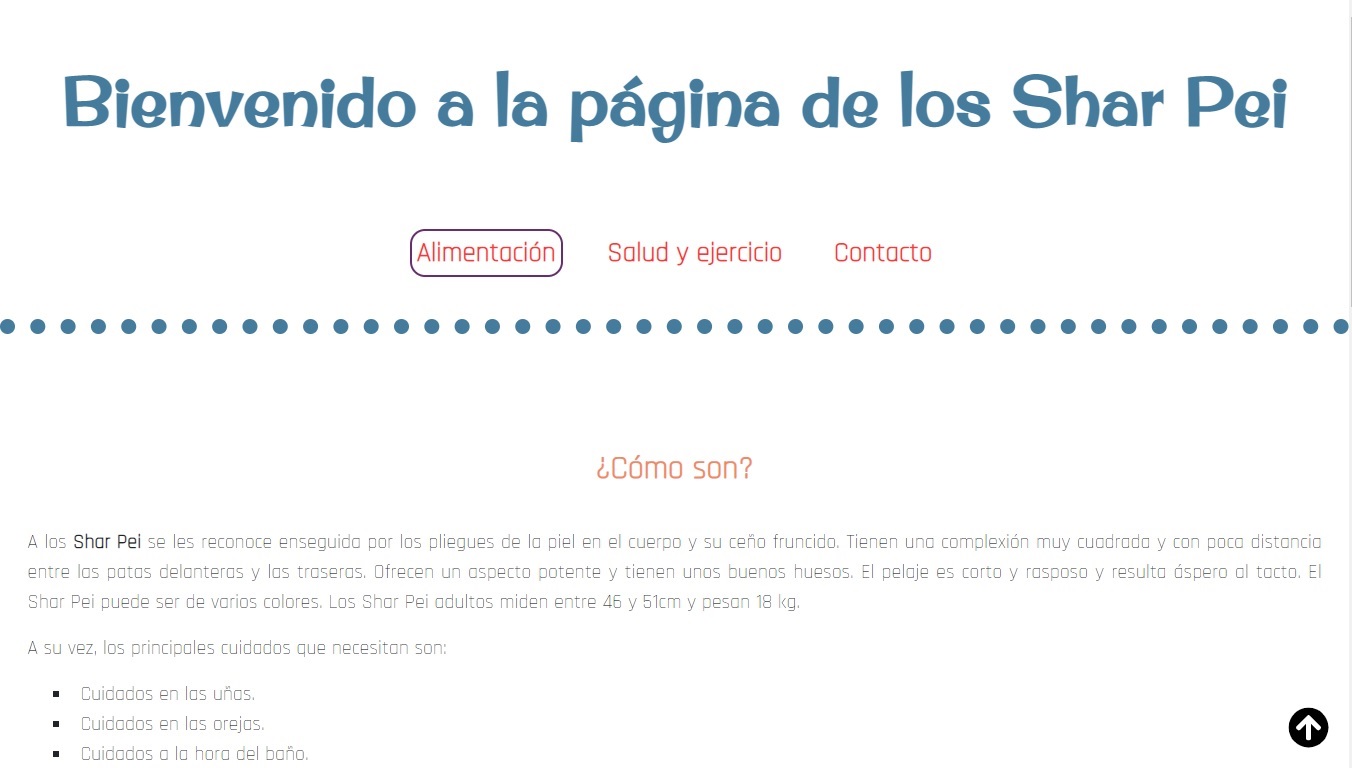 Bienvenido a la página de los Shar Pei
Alimentación Salud y ejercicio Contacto
¿Cómo son?
A los Shar Pei se les reconoce enseguida por los pliegues de la piel en el cuerpo y su ceño fruncido. Tienen una complexión muy cuadrada y con poca distancia
entre las patas delanteras y las traseras. Ofrecen un aspecto potente y tienen unos buenos huesos. El pelaje es corto y rasposo y resulta áspero al tacto. El
Shar Pei puede ser de varios colores. Los Shar Pei adultos miden entre 46 y 51cm y pesan 18 kg.
A su vez, los principales cuidados que necesitan son:
Cuidados en las uñas.
Cuidados en las orejas.
Cuidados a la hora del baño.